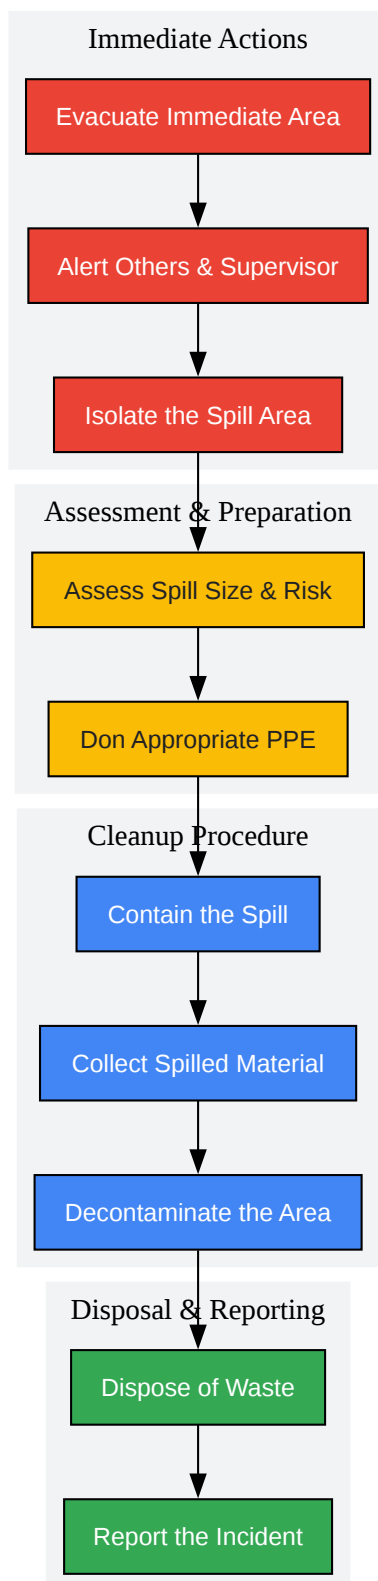 Immediate Actions
Evacuate Immediate Area
Alert Others & Supervisor
Isolate the Spill Area
Assessment & Preparation
Assess Spill Size & Risk
Don Appropriate PPE
Cleanup Procedure
Contain the Spill
Collect Spilled Material
Decontaminate the Area
Disposal & Reporting
Dispose of Waste
Report the Incident